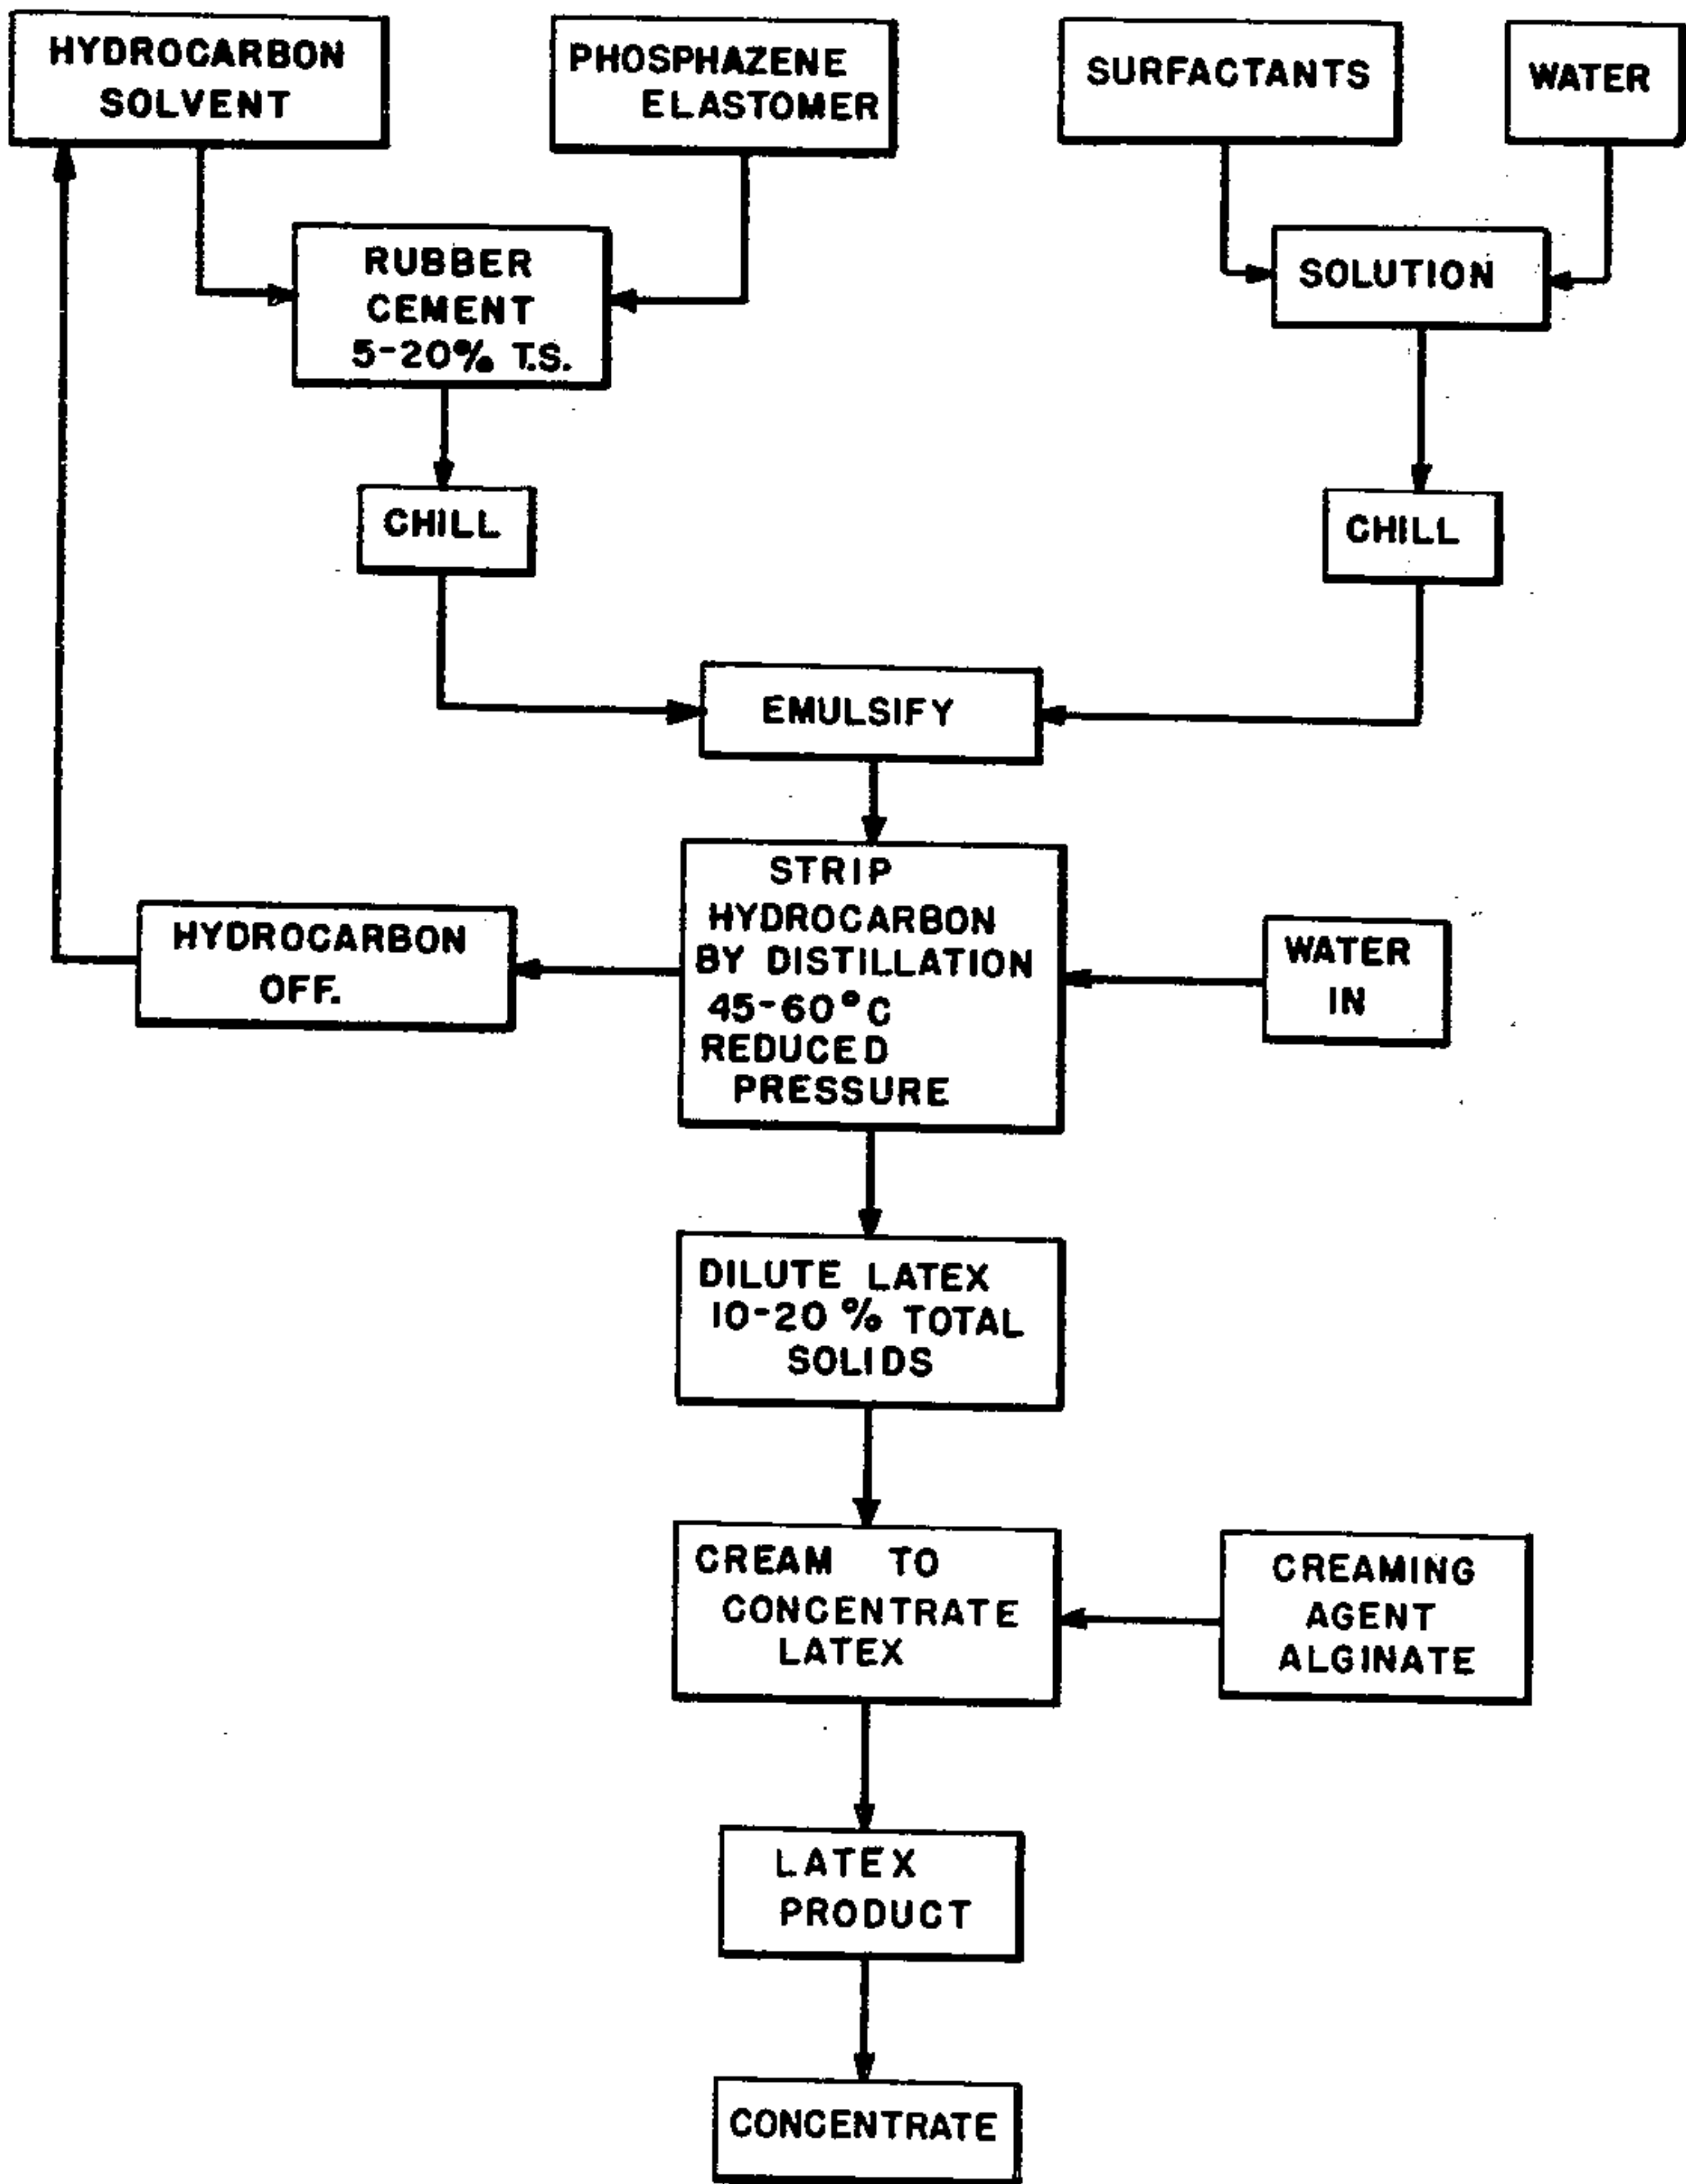 HYDROCARBON
SOLVENT
PHOSPHAZENE
ELASTOMER
SURFACTANTS
WATER
RUBBER
CEMENT
5-20% T.S.
SOLUTION
CHILL
CHILL
EMULSIFY
STRIP
HYDROCARBON
BY DISTILLATION
45-60°C
REDUCED
PRESSURE
HYDROCARBON
OFF.
WATER
IN
DILUTE LATEX
10-20% TOTAL
SOLIDS
CREAM TO
CONCENTRATE
LATEX
CREAMING
AGENT
ALGINATE
LATEX
PRODUCT
CONCENTRATE